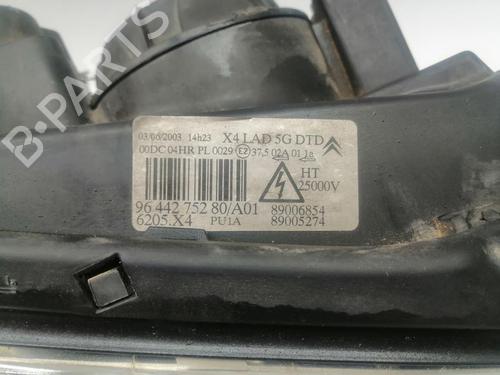 B-PARTS
03/06/2003 14h23 X4 LAD 5G DTD
00DC 04HR PL 0029 E2 37,5 02A 01 1a
HT
25000V
96 442 752 80/A01 89006854
6205.X4 PU1A 89005274